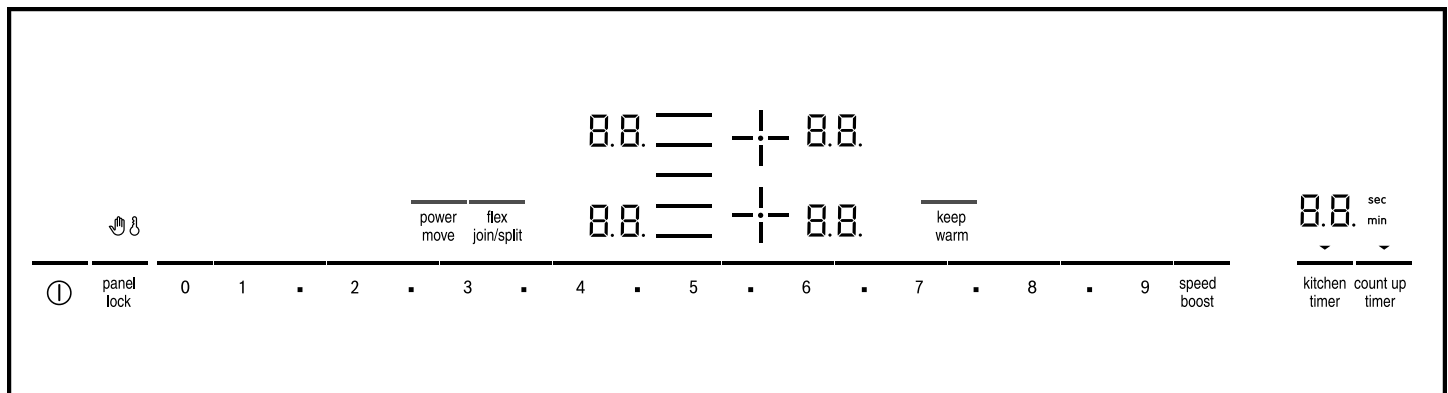 8.8. 8.8.
power
move
flex
join/split
8.8. 8.8.
keep
warm
8.8. sec
min
panel
lock
0 1 . 2 . 3 . 4 . 5 . 6 . 7 . 8 . 9
speed
boost
kitchen
timer
count up
timer